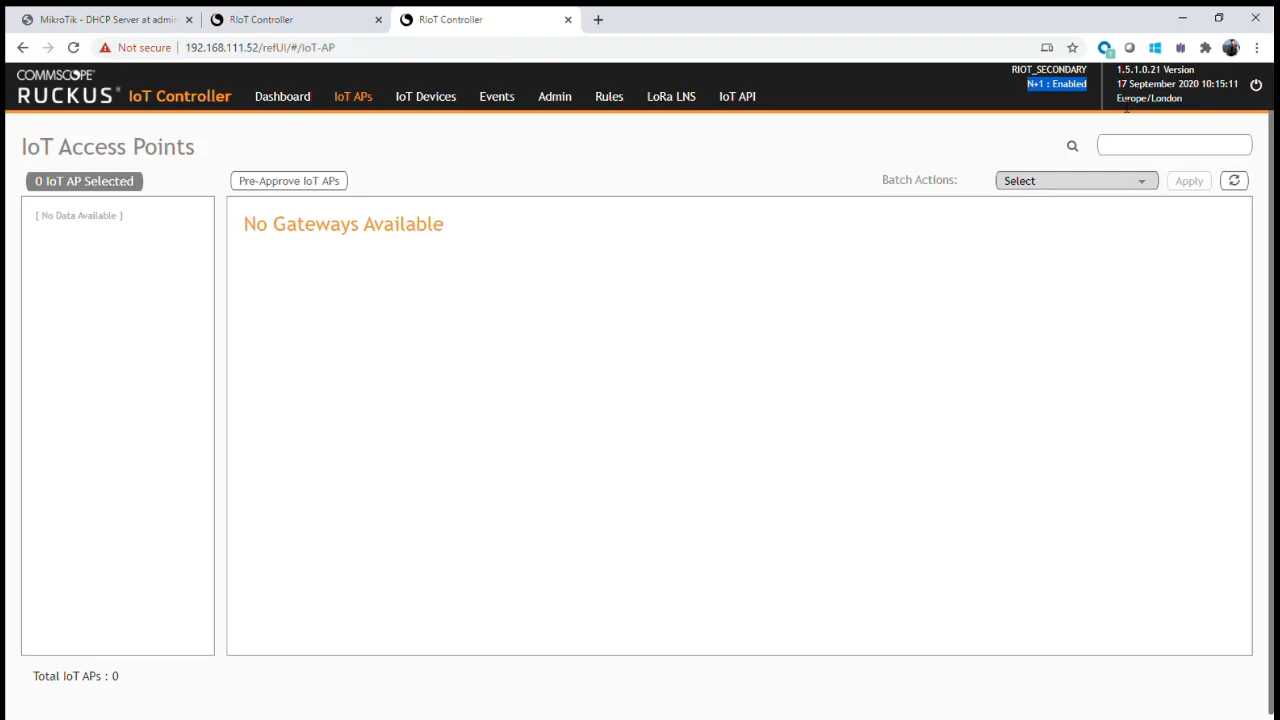 MikroTik - DHCP Server at admin
RIoT Controller
RIoT Controller
Not secure
192.168.111.52/refUI/#/IoT-AP
COMMSCOPE
RUCKUS IoT Controller
Dashboard
IoT APs
IoT Devices
Events
Admin
Rules
LoRa LNS
IoT API
RIOT_SECONDARY
N+1 : Enabled
1.5.1.0.21 Version
17 September 2020 10:15:11
Europe/London
IoT Access Points
0 IoT AP Selected
Pre-Approve IoT APs
Batch Actions:
Select
Apply
[ No Data Available ]
No Gateways Available
Total IoT APs : 0